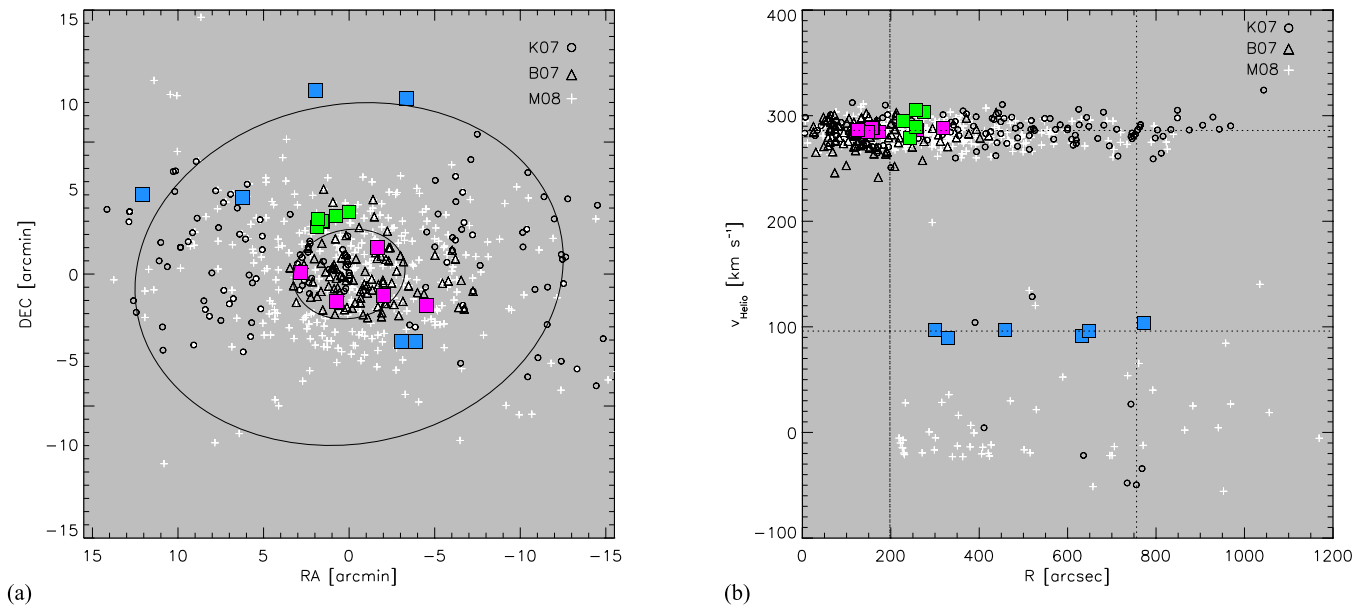 15
10
5
0
-5
-10
-15
DEC [arcmin]
15 10 5 0 -5 -10 -15
RA [arcmin]
K07
B07
M08
(a)
400
300
200
100
0
-100
v_Helio [km s⁻¹]
0 200 400 600 800 1000 1200
R [arcsec]
K07
B07
M08
(b)